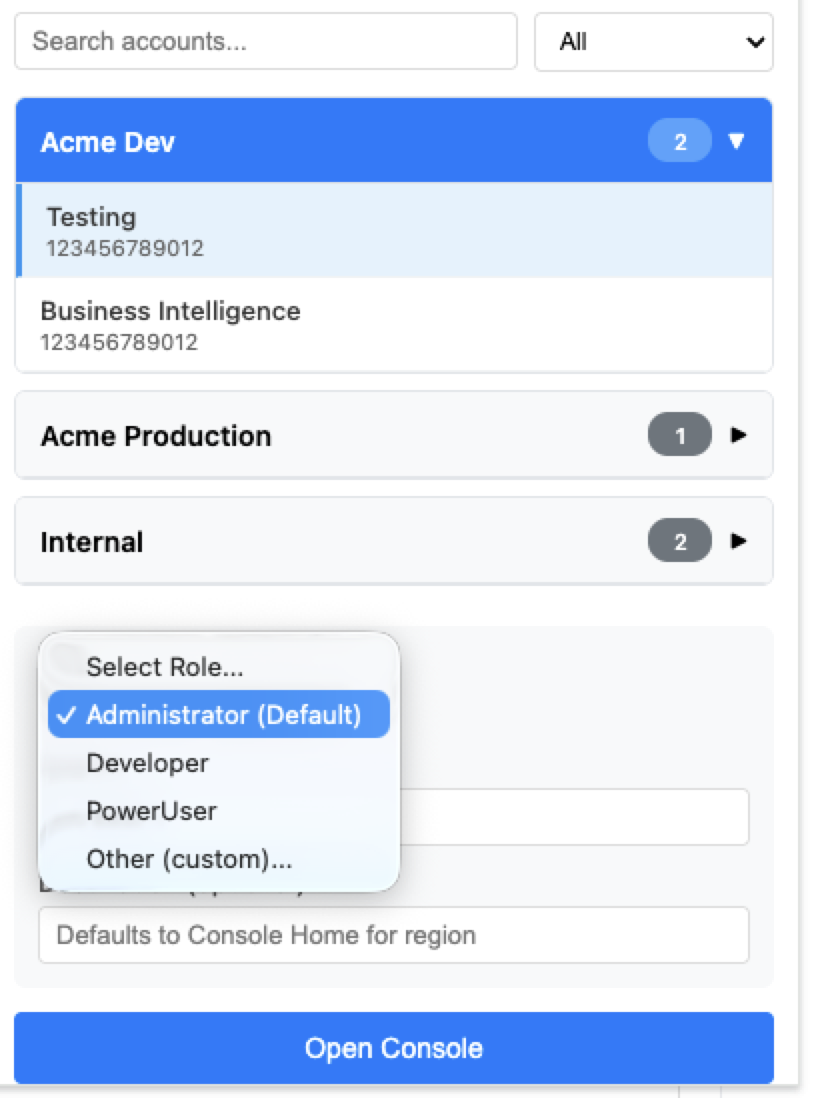 Search accounts...
All
Acme Dev
2
Testing
123456789012
Business Intelligence
123456789012
Acme Production
1
Internal
2
Select Role...
Administrator (Default)
Developer
PowerUser
Other (custom)...
Defaults to Console Home for region
Open Console